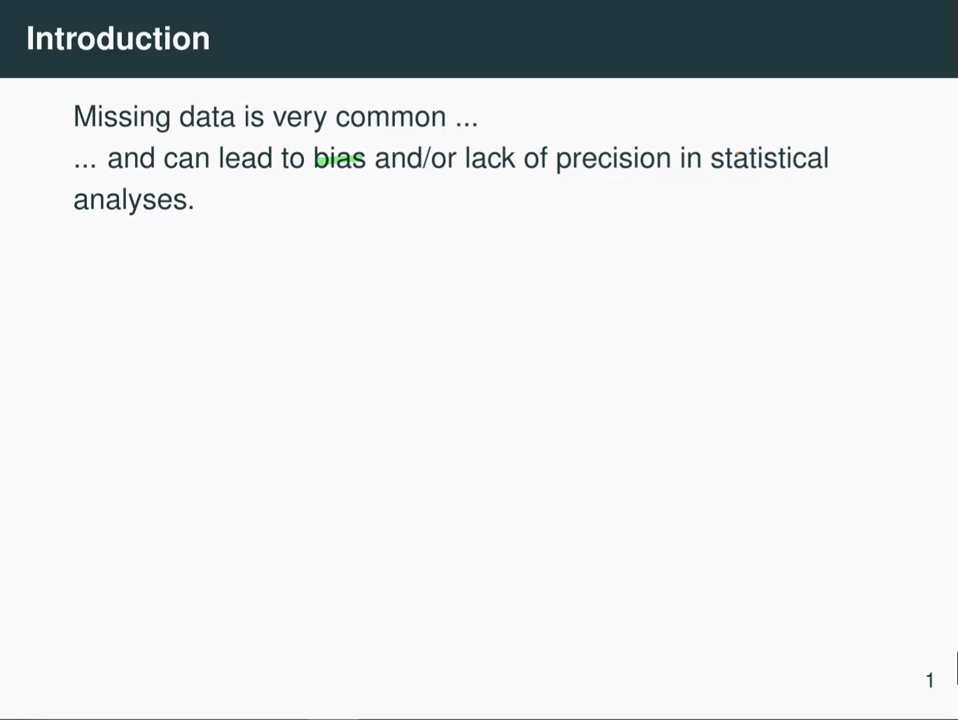 Introduction
Missing data is very common ...
... and can lead to bias and/or lack of precision in statistical
analyses.
1